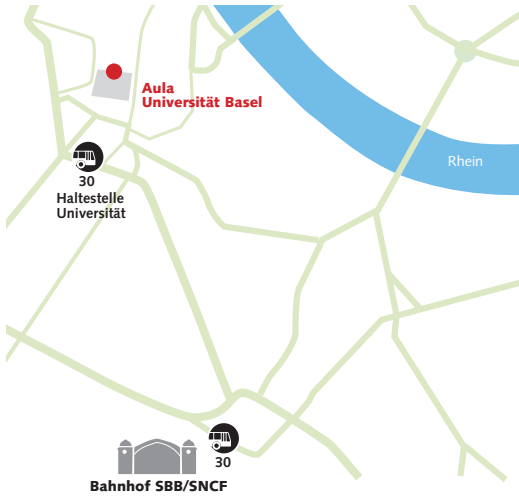 Aula
Universität Basel
Rhein
30
Haltestelle
Universität
30
Bahnhof SBB/SNCF